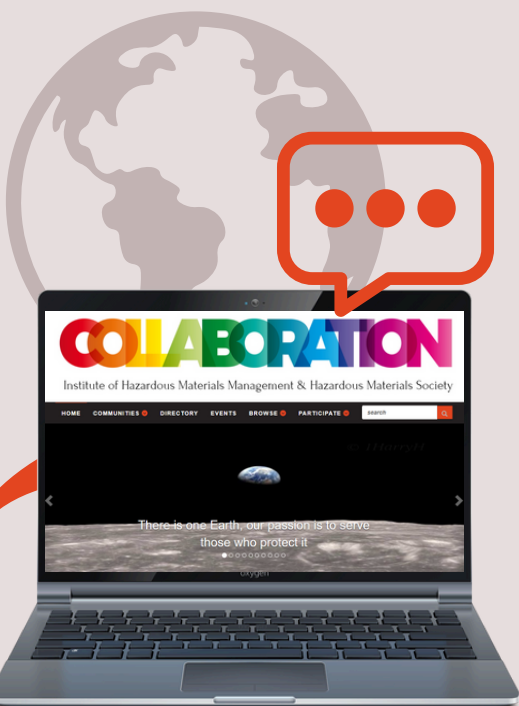 COLLABORATION
Institute of Hazardous Materials Management & Hazardous Materials Society
HOME COMMUNITIES DIRECTORY EVENTS BROWSE PARTICIPATE search
There is one Earth, our passion is to serve
those who protect it
oxygen